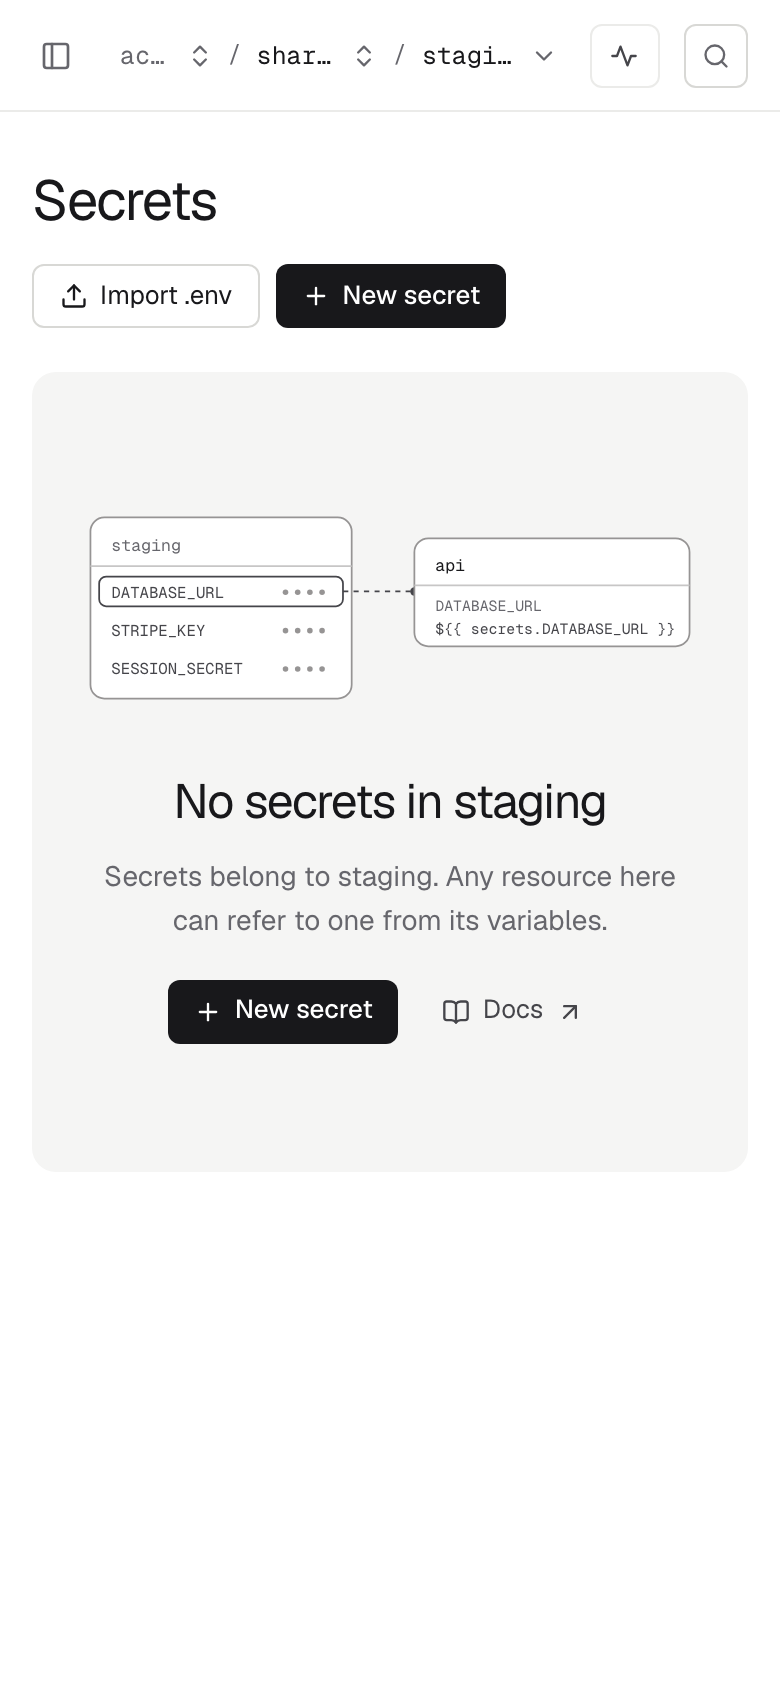 ac… / shar… / stagi…
Secrets
Import .env
New secret
staging
DATABASE_URL ••••
STRIPE_KEY ••••
SESSION_SECRET ••••
api
DATABASE_URL
${{ secrets.DATABASE_URL }}
No secrets in staging
Secrets belong to staging. Any resource here
can refer to one from its variables.
New secret
Docs